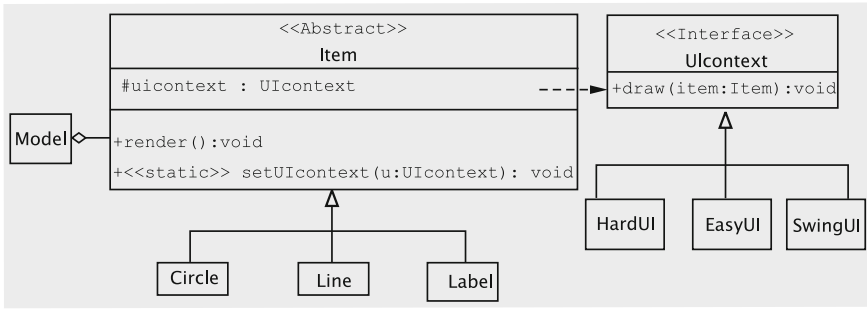 <<Abstract>>
Item
#uicontext : UIcontext
+render():void
+<<static>> setUIcontext(u:UIcontext): void
<<Interface>>
UIcontext
+draw(item:Item):void
Model
HardUI
EasyUI
SwingUI
Circle
Line
Label